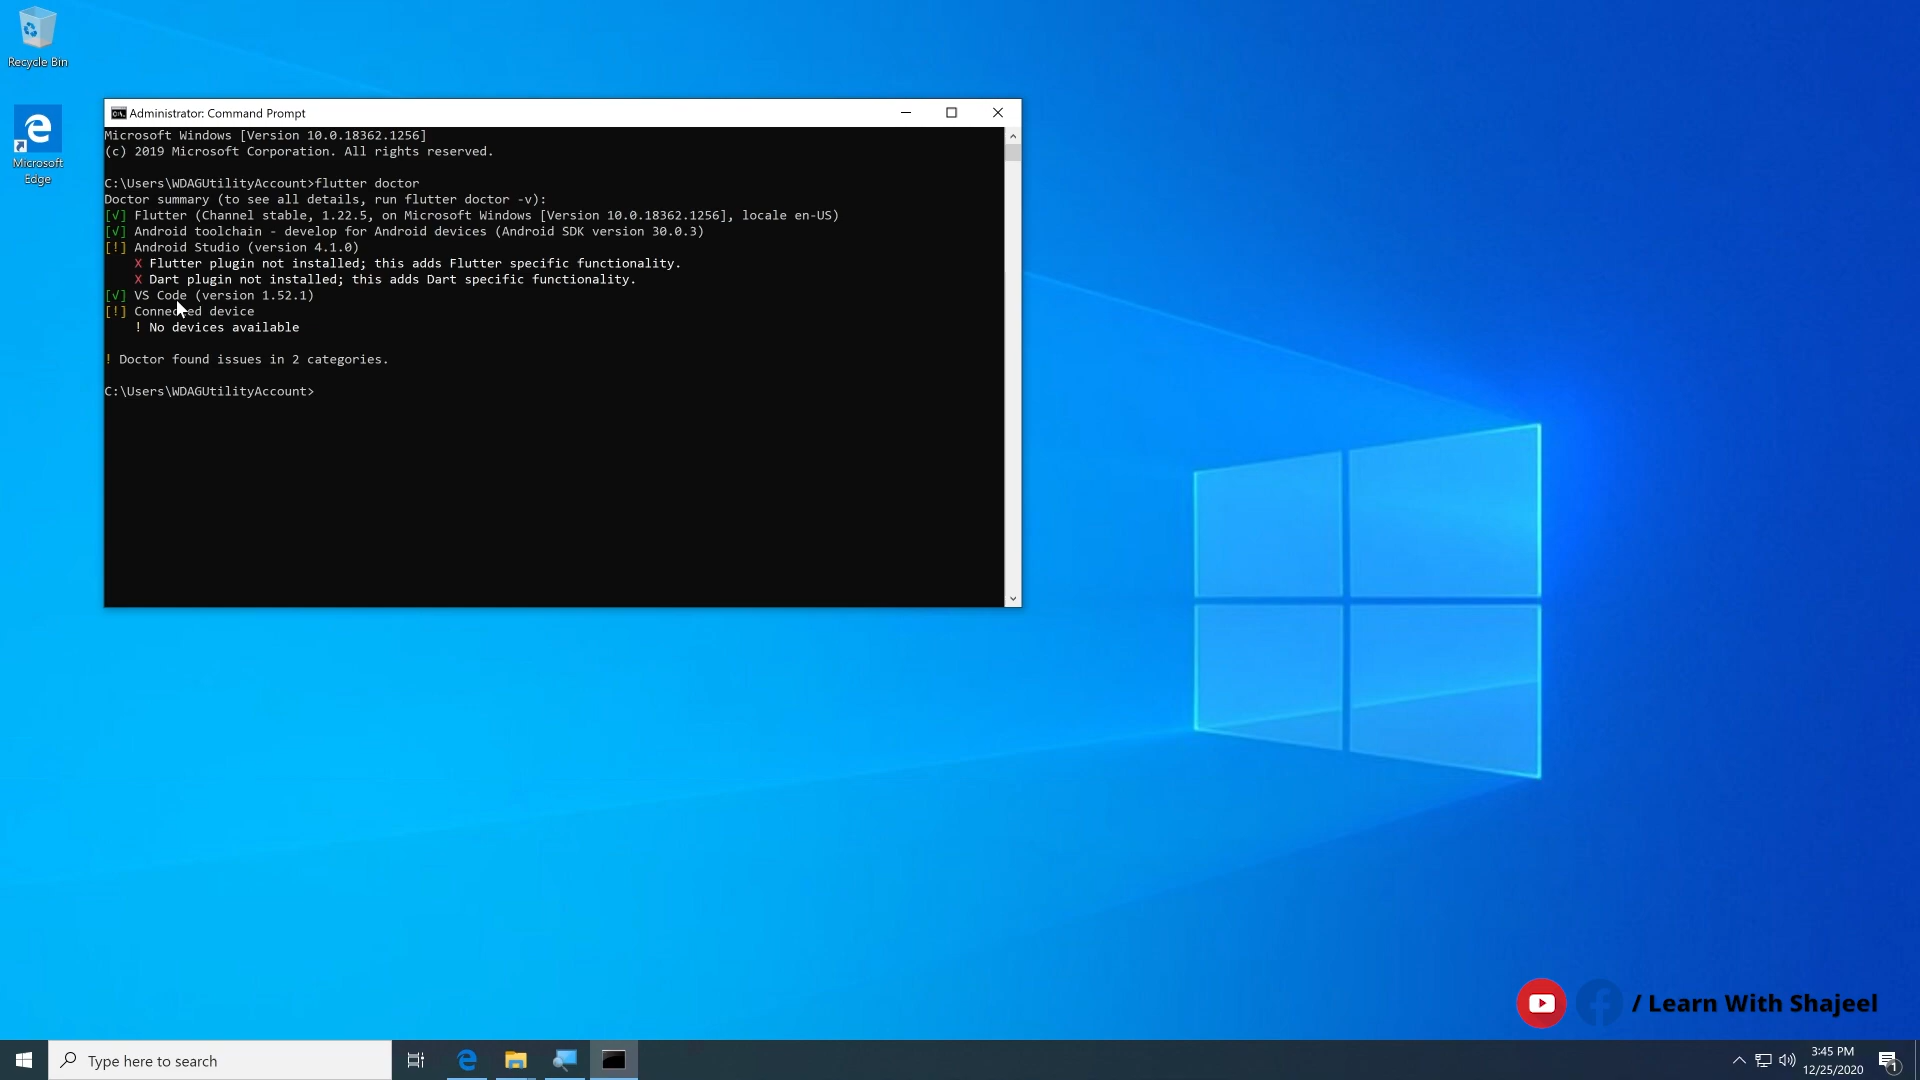 Recycle Bin
Microsoft
Edge
Administrator: Command Prompt
Microsoft Windows [Version 10.0.18362.1256]
(c) 2019 Microsoft Corporation. All rights reserved.
C:\Users\WDAGUtilityAccount>flutter doctor
Doctor summary (to see all details, run flutter doctor -v):
[√] Flutter (Channel stable, 1.22.5, on Microsoft Windows [Version 10.0.18362.1256], locale en-US)
[√] Android toolchain - develop for Android devices (Android SDK version 30.0.3)
[!] Android Studio (version 4.1.0)
X Flutter plugin not installed; this adds Flutter specific functionality.
X Dart plugin not installed; this adds Dart specific functionality.
[√] VS Code (version 1.52.1)
[!] Connected device
! No devices available
! Doctor found issues in 2 categories.
C:\Users\WDAGUtilityAccount>
/ Learn With Shajeel
Type here to search
3:45 PM
12/25/2020
1